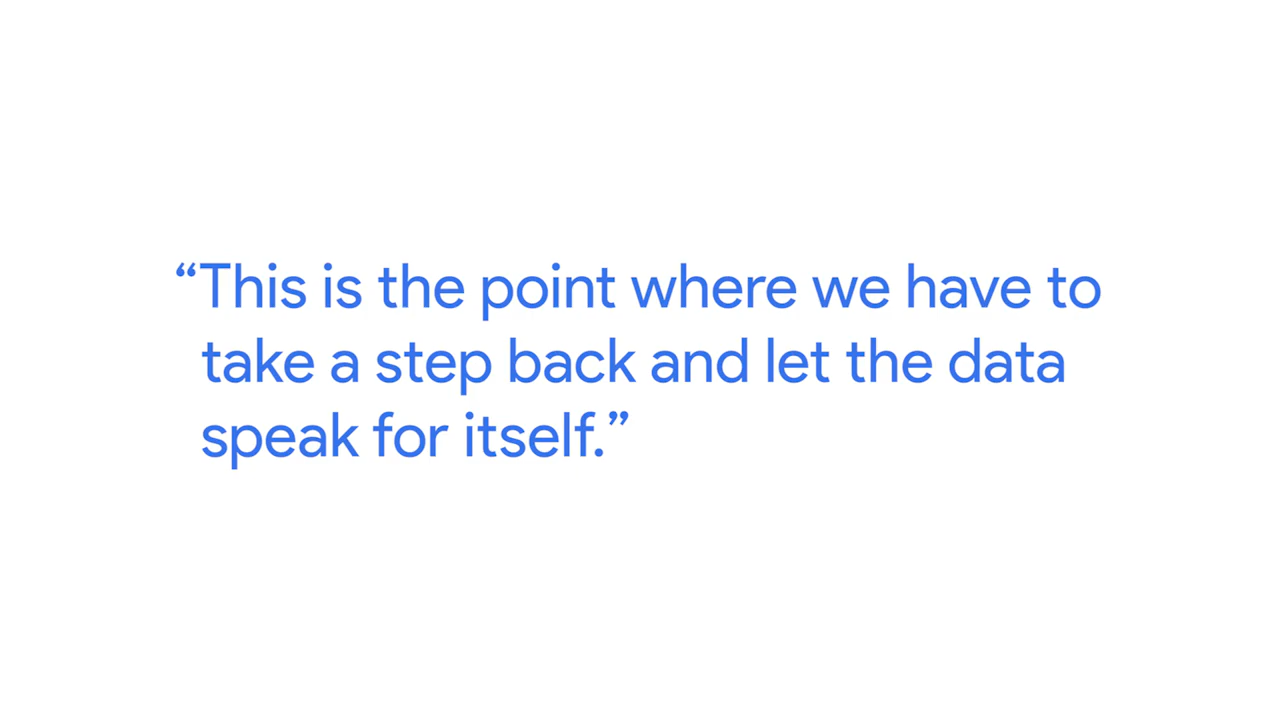 “This is the point where we have to
take a step back and let the data
speak for itself.”